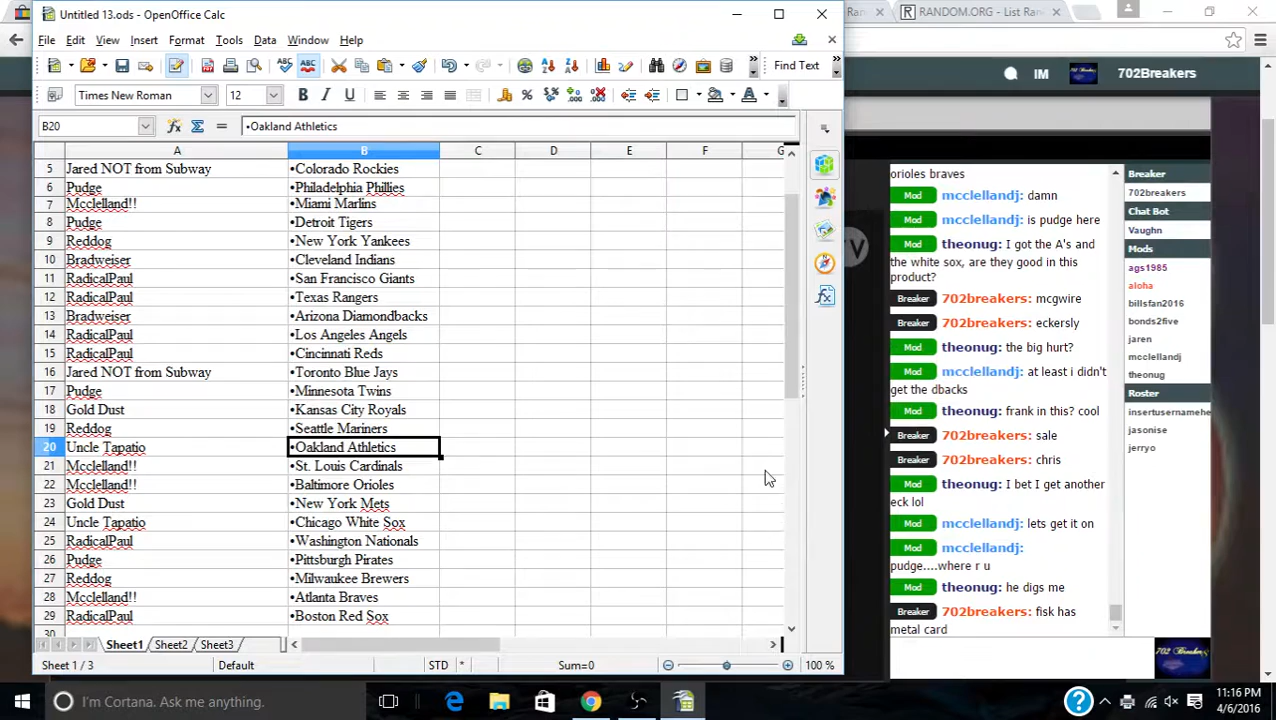 Untitled 13.ods - OpenOffice Calc
RANDOM.ORG - List Ran
File Edit View Insert Format Tools Data Window Help
Find Text
Times New Roman 12
B20 •Oakland Athletics
A B C D E F G
5 Jared NOT from Subway •Colorado Rockies
6 Pudge •Philadelphia Phillies
7 Mcclelland!! •Miami Marlins
8 Pudge •Detroit Tigers
9 Reddog •New York Yankees
10 Bradweiser •Cleveland Indians
11 RadicalPaul •San Francisco Giants
12 RadicalPaul •Texas Rangers
13 Bradweiser •Arizona Diamondbacks
14 RadicalPaul •Los Angeles Angels
15 RadicalPaul •Cincinnati Reds
16 Jared NOT from Subway •Toronto Blue Jays
17 Pudge •Minnesota Twins
18 Gold Dust •Kansas City Royals
19 Reddog •Seattle Mariners
20 Uncle Tapatio •Oakland Athletics
21 Mcclelland!! •St. Louis Cardinals
22 Mcclelland!! •Baltimore Orioles
23 Gold Dust •New York Mets
24 Uncle Tapatio •Chicago White Sox
25 RadicalPaul •Washington Nationals
26 Pudge •Pittsburgh Pirates
27 Reddog •Milwaukee Brewers
28 Mcclelland!! •Atlanta Braves
29 RadicalPaul •Boston Red Sox
30
Sheet1 Sheet2 Sheet3
Sheet 1 / 3 Default STD * Sum=0 100 %
IM 702Breakers
orioles braves
Mod mcclellandj: damn
Mod mcclellandj: is pudge here
Mod theonug: I got the A's and
the white sox, are they good in this
product?
Breaker 702breakers: mcgwire
Breaker 702breakers: eckersly
Mod theonug: the big hurt?
Mod mcclellandj: at least i didn't
get the dbacks
Mod theonug: frank in this? cool
Breaker 702breakers: sale
Breaker 702breakers: chris
Mod theonug: I bet I get another
eck lol
Mod mcclellandj: lets get it on
Mod mcclellandj:
pudge....where r u
Mod theonug: he digs me
Breaker 702breakers: fisk has
metal card
Breaker
702breakers
Chat Bot
Vaughn
Mods
ags1985
aloha
billsfan2016
bonds2five
jaren
mcclellandj
theonug
Roster
insertusernamehe
jasonise
jerryo
702 Breakers
I'm Cortana. Ask me anything.
11:16 PM
4/6/2016